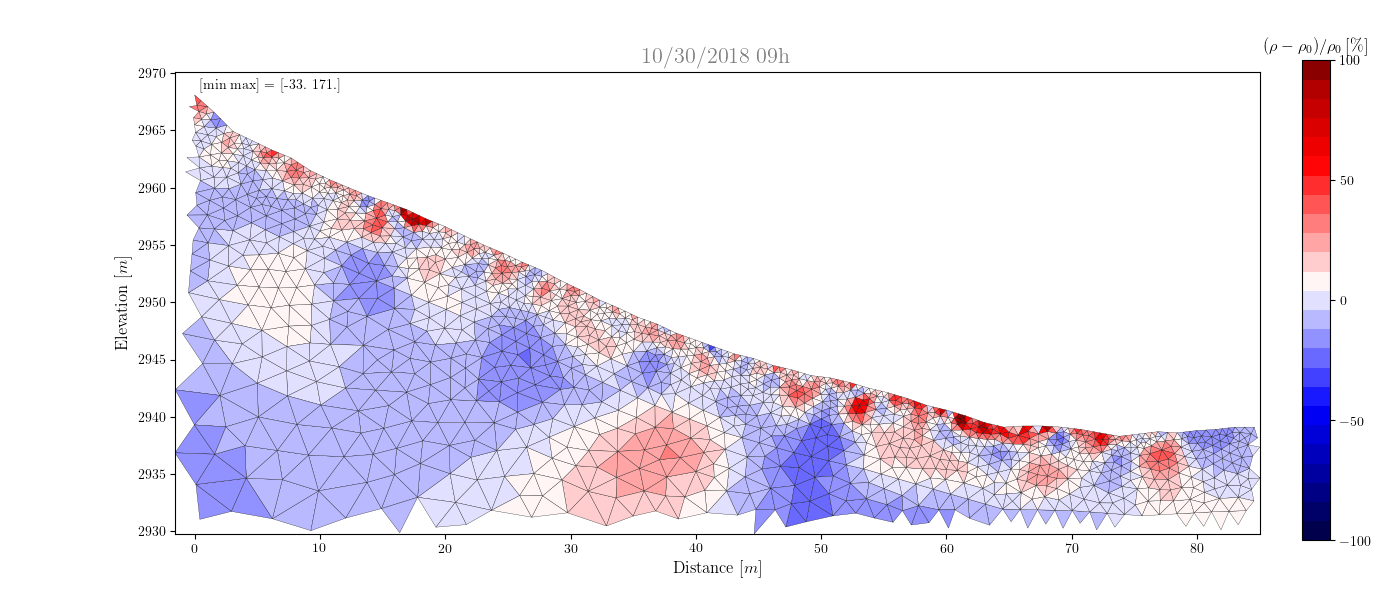 10/30/2018 09h
(ρ − ρ₀)/ρ₀ [%]
[min max] = [-33. 171.]
Elevation [m]
2970
2965
2960
2955
2950
2945
2940
2935
2930
0 10 20 30 40 50 60 70 80
Distance [m]
100
50
0
−50
−100